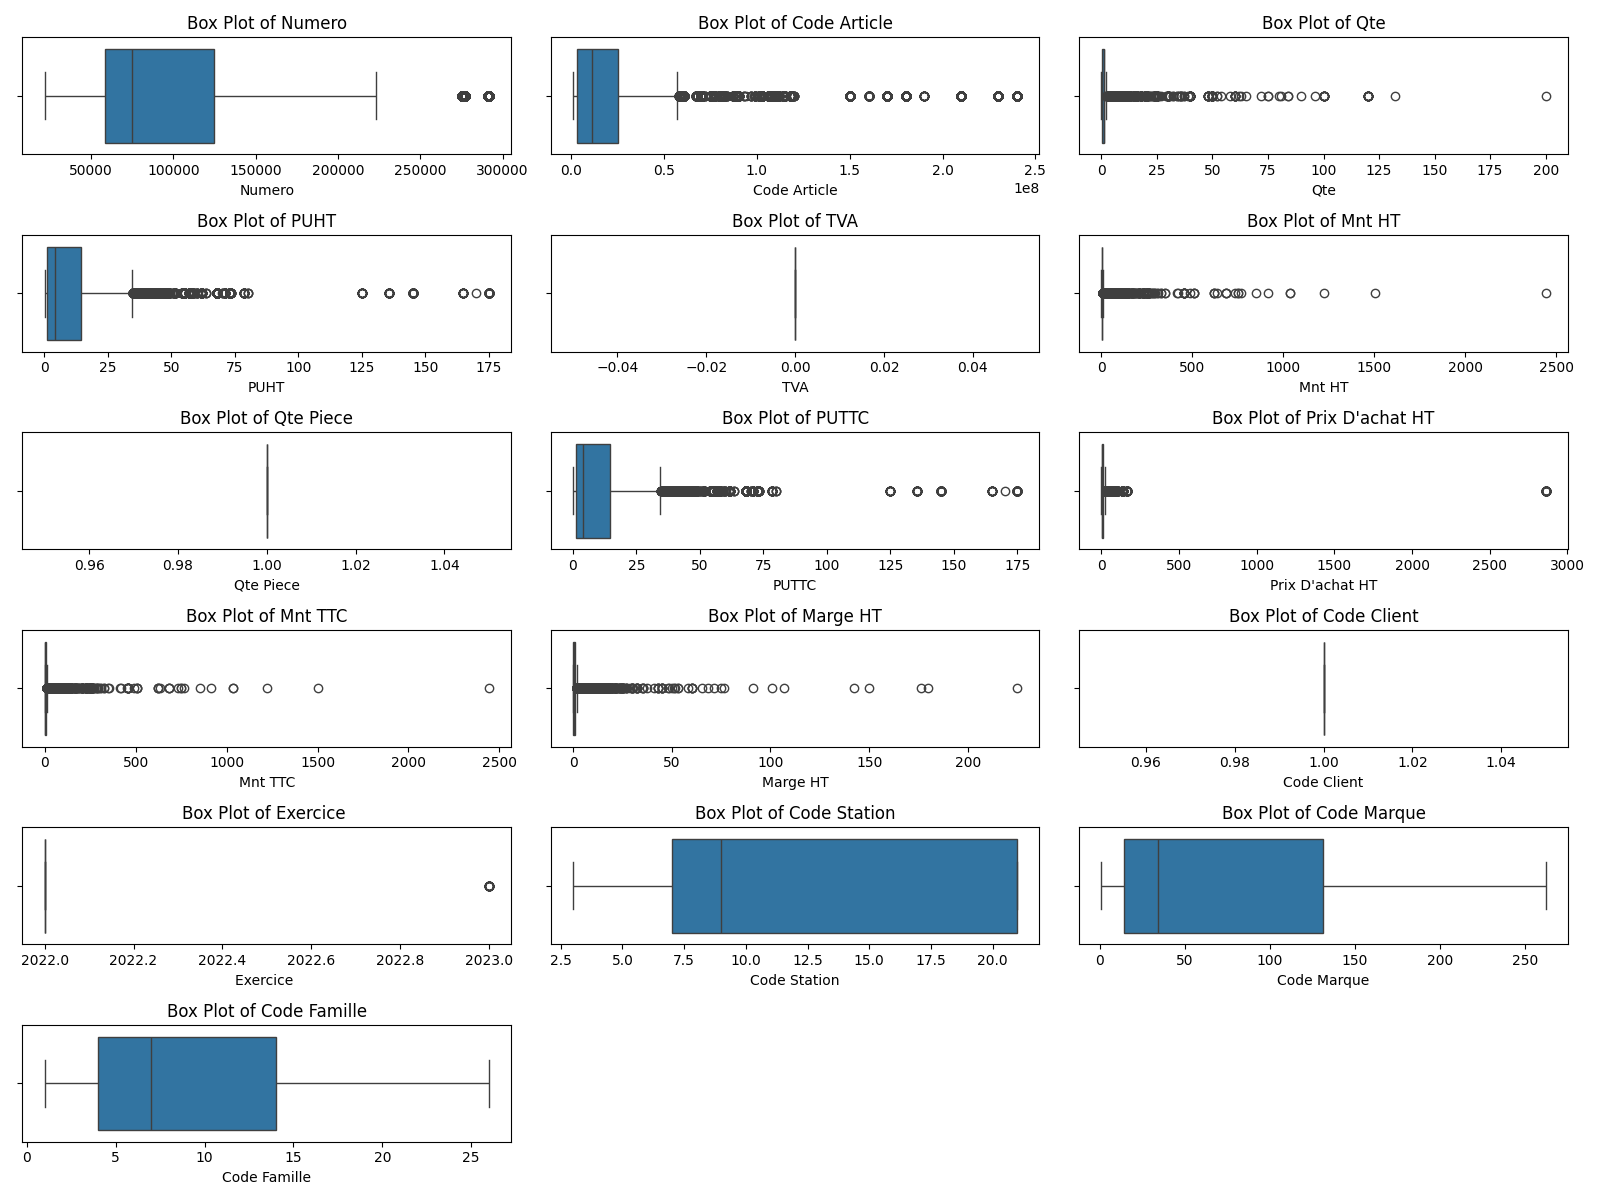 Box Plot of Numero
50000 100000 150000 200000 250000 300000
Numero
Box Plot of Code Article
0.0 0.5 1.0 1.5 2.0 2.5
1e8
Code Article
Box Plot of Qte
0 25 50 75 100 125 150 175 200
Qte
Box Plot of PUHT
0 25 50 75 100 125 150 175
PUHT
Box Plot of TVA
−0.04 −0.02 0.00 0.02 0.04
TVA
Box Plot of Mnt HT
0 500 1000 1500 2000 2500
Mnt HT
Box Plot of Qte Piece
0.96 0.98 1.00 1.02 1.04
Qte Piece
Box Plot of PUTTC
0 25 50 75 100 125 150 175
PUTTC
Box Plot of Prix D'achat HT
0 500 1000 1500 2000 2500 3000
Prix D'achat HT
Box Plot of Mnt TTC
0 500 1000 1500 2000 2500
Mnt TTC
Box Plot of Marge HT
0 50 100 150 200
Marge HT
Box Plot of Code Client
0.96 0.98 1.00 1.02 1.04
Code Client
Box Plot of Exercice
2022.0 2022.2 2022.4 2022.6 2022.8 2023.0
Exercice
Box Plot of Code Station
2.5 5.0 7.5 10.0 12.5 15.0 17.5 20.0
Code Station
Box Plot of Code Marque
0 50 100 150 200 250
Code Marque
Box Plot of Code Famille
0 5 10 15 20 25
Code Famille